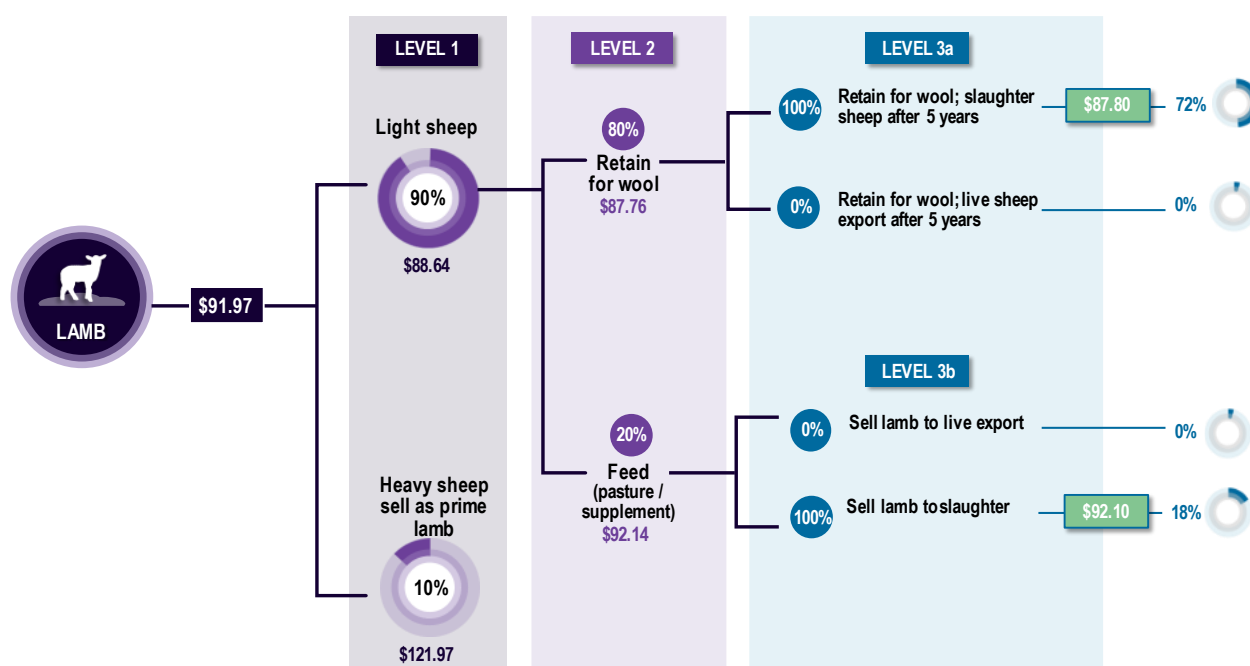 LEVEL 1
LEVEL 2
LEVEL 3a
Light sheep
90%
$88.64
80%
Retain
for wool
$87.76
100%
Retain for wool; slaughter
sheep after 5 years
$87.80
72%
0%
Retain for wool; live sheep
export after 5 years
0%
LAMB
$91.97
LEVEL 3b
20%
Feed
(pasture /
supplement)
$92.14
0%
Sell lamb to live export
0%
100%
Sell lamb to slaughter
$92.10
18%
Heavy sheep
sell as prime
lamb
10%
$121.97